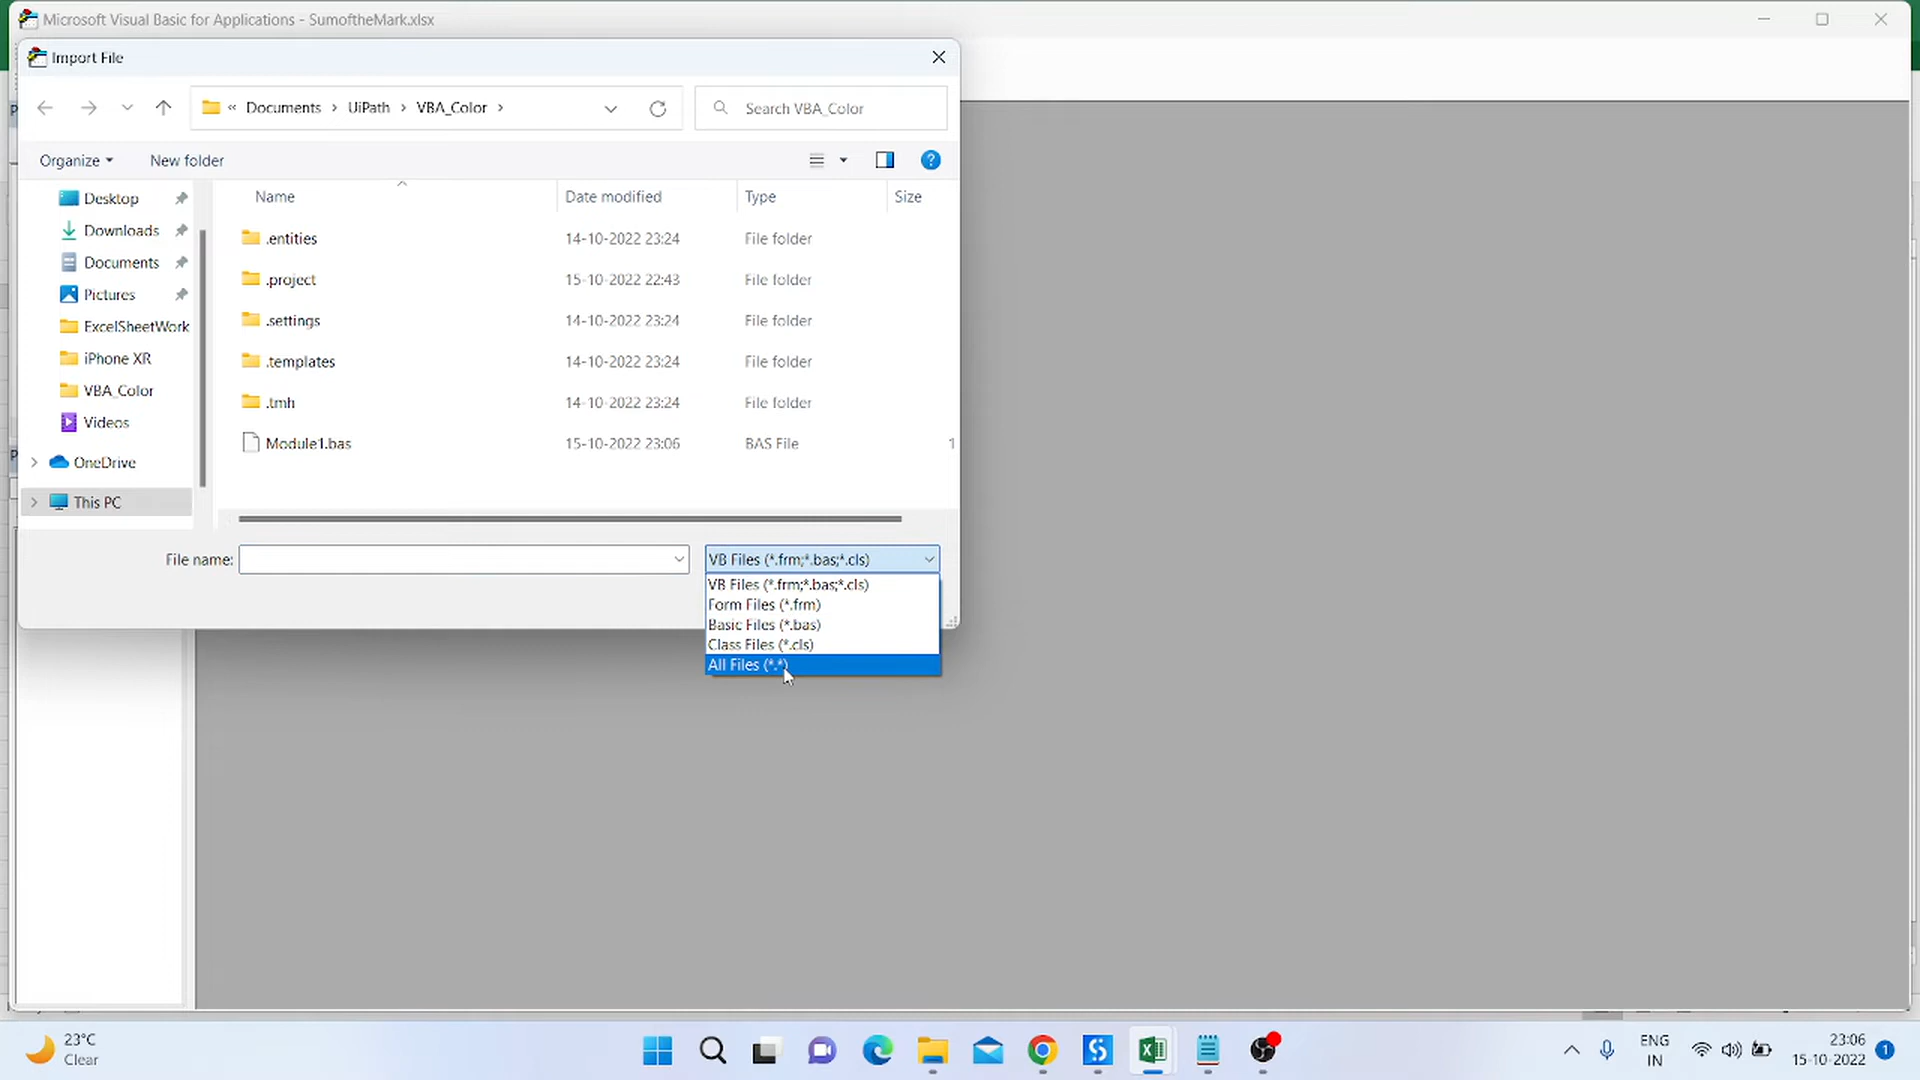 Microsoft Visual Basic for Applications - SumoftheMark.xlsx
Import File
« Documents › UiPath › VBA_Color ›
Search VBA_Color
Organize
New folder
Name
Date modified
Type
Size
Desktop
Downloads
Documents
Pictures
ExcelSheetWork
iPhone XR
VBA_Color
Videos
OneDrive
This PC
.entities 14-10-2022 23:24 File folder
.project 15-10-2022 22:43 File folder
.settings 14-10-2022 23:24 File folder
.templates 14-10-2022 23:24 File folder
.tmh 14-10-2022 23:24 File folder
Module1.bas 15-10-2022 23:06 BAS File 1
File name:
VB Files (*.frm;*.bas;*.cls)
VB Files (*.frm;*.bas;*.cls)
Form Files (*.frm)
Basic Files (*.bas)
Class Files (*.cls)
All Files (*.*)
23°C
Clear
ENG
IN
23:06
15-10-2022
1